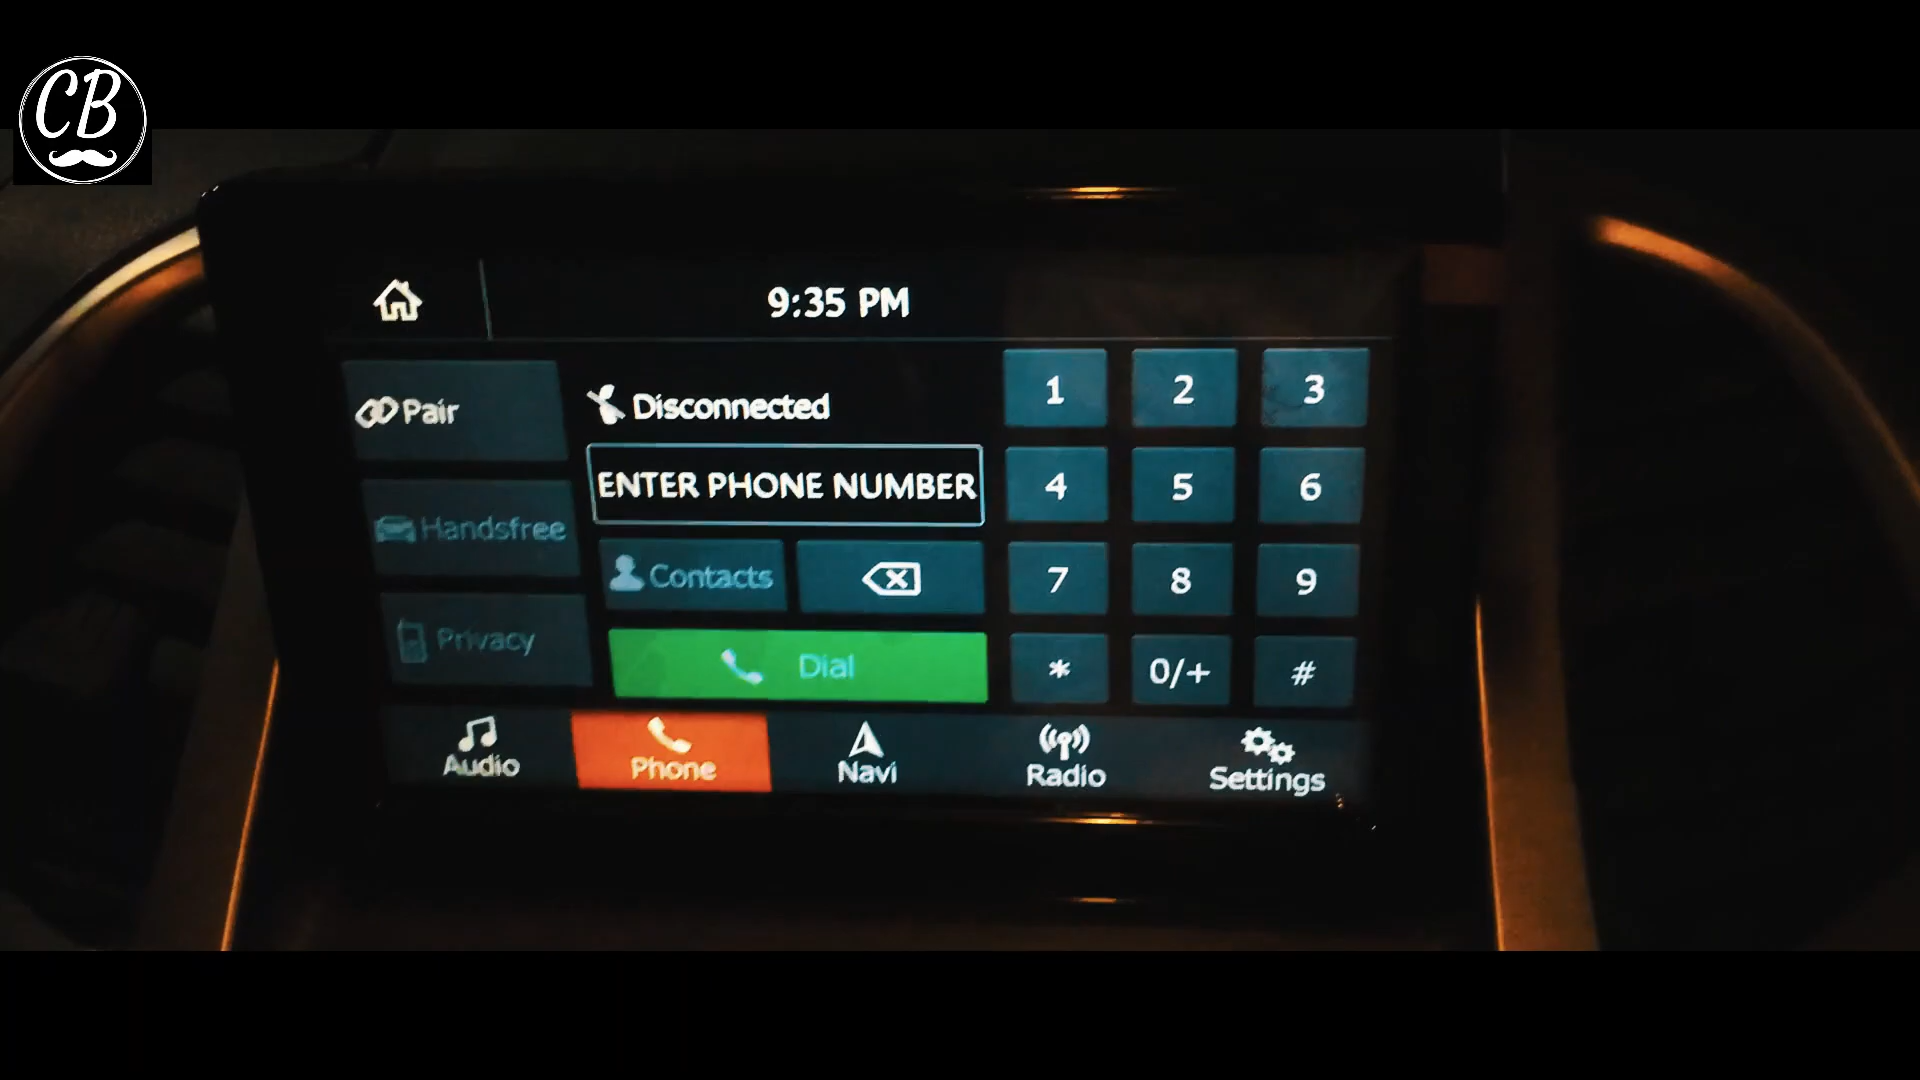 CB
9:35 PM
Pair
Disconnected
1 2 3
ENTER PHONE NUMBER
4 5 6
Handsfree
Contacts
7 8 9
Privacy
Dial
* 0/+ #
Audio Phone Navi Radio Settings